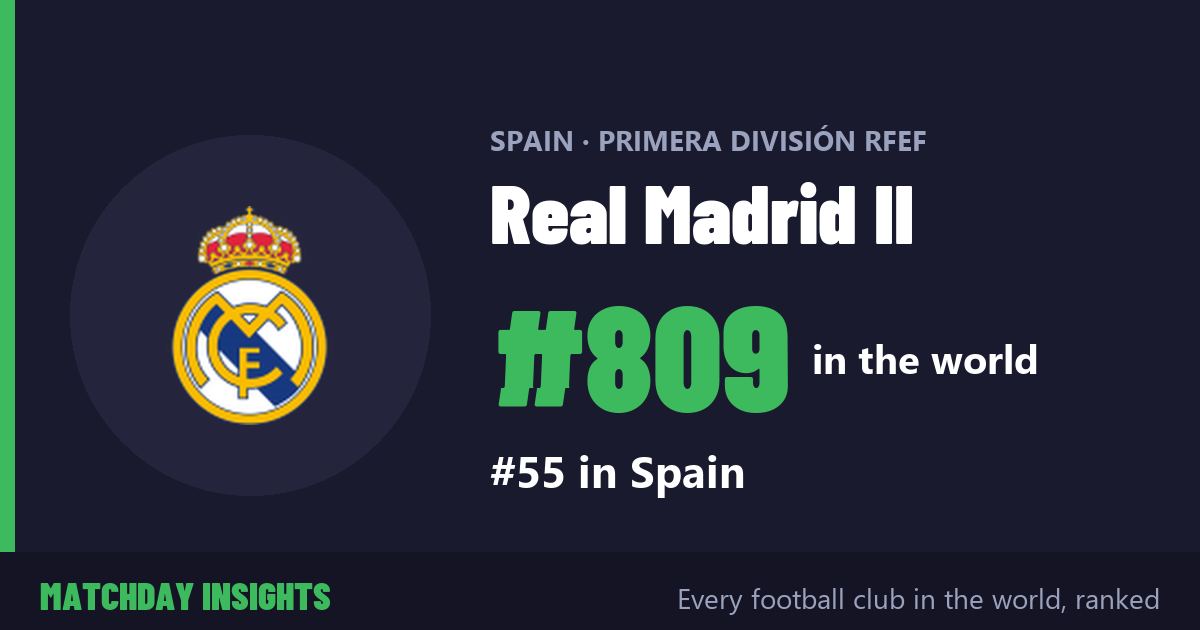 SPAIN · PRIMERA DIVISIÓN RFEF
Real Madrid II
#809 in the world
#55 in Spain
MATCHDAY INSIGHTS
Every football club in the world, ranked